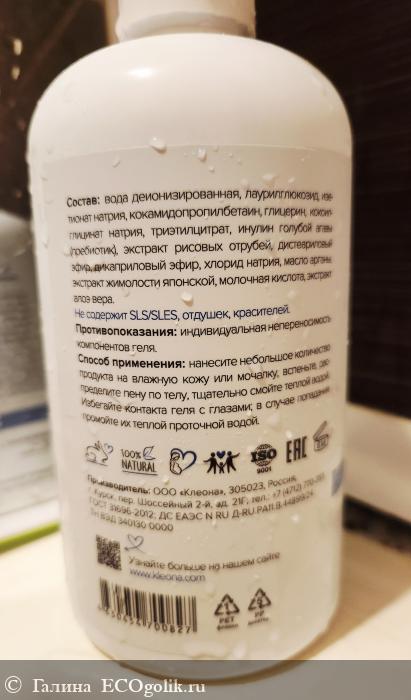 Состав: вода деионизированная, лаурилглюкозид, изе-
тионат натрия, кокамидопропилбетаин, глицерин, кокоил-
глицинат натрия, триэтилцитрат, инулин голубой агавы
(пребиотик), экстракт рисовых отрубей, дистеариловый
эфир, дикаприловый эфир, хлорид натрия, масло арганы,
экстракт жимолости японской, молочная кислота, экстракт
алоэ вера.
Не содержит SLS/SLES, отдушек, красителей.
Противопоказания: индивидуальная непереносимость
компонентов геля.
Способ применения: нанесите небольшое количество
продукта на влажную кожу или мочалку, вспеньте, рас-
пределите пену по телу, тщательно смойте теплой водой.
Избегайте контакта геля с глазами; в случае попадания
промойте их теплой проточной водой.
100% NATURAL ISO 9001 EAC
Производитель: ООО «Клеона», 305023, Россия,
г. Курск, пер. Шоссейный 2-й, зд. 21Г; тел.: +7 (4712)
ГОСТ 31696-2012; ДС ЕАЭС N RU Д-RU.РА11.В.44899/24
ТН ВЭД 340130 0000
Узнайте больше на нашем сайте
www.kleona.com
PET PP
© Галина ECOgolik.ru